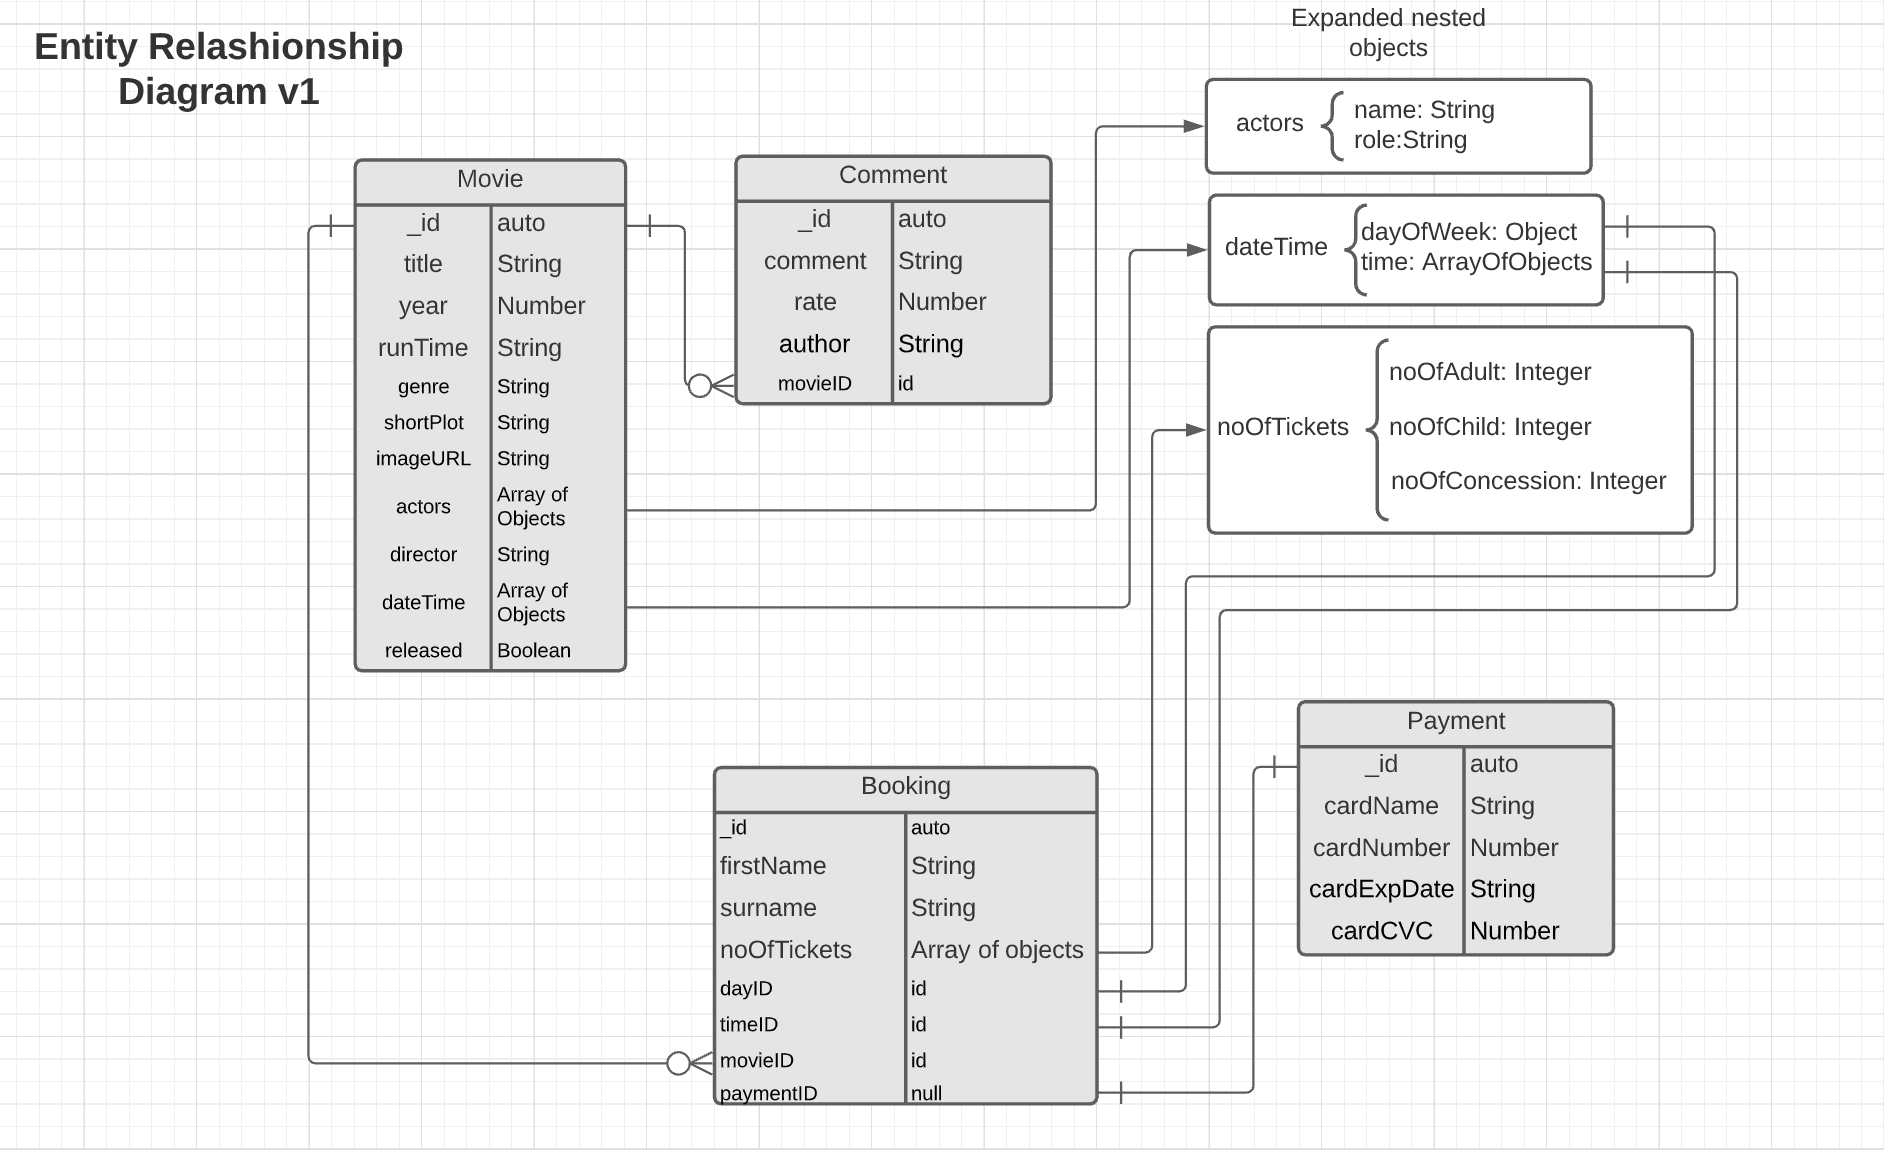 Entity Relashionship
Diagram v1
Expanded nested
objects
actors
name: String
role:String
dateTime
dayOfWeek: Object
time: ArrayOfObjects
noOfTickets
noOfAdult: Integer
noOfChild: Integer
noOfConcession: Integer
Movie
_id auto
title String
year Number
runTime String
genre String
shortPlot String
imageURL String
actors Array of
Objects
director String
dateTime Array of
Objects
released Boolean
Comment
_id auto
comment String
rate Number
author String
movieID id
Booking
_id auto
firstName String
surname String
noOfTickets Array of objects
dayID id
timeID id
movieID id
paymentID null
Payment
_id auto
cardName String
cardNumber Number
cardExpDate String
cardCVC Number